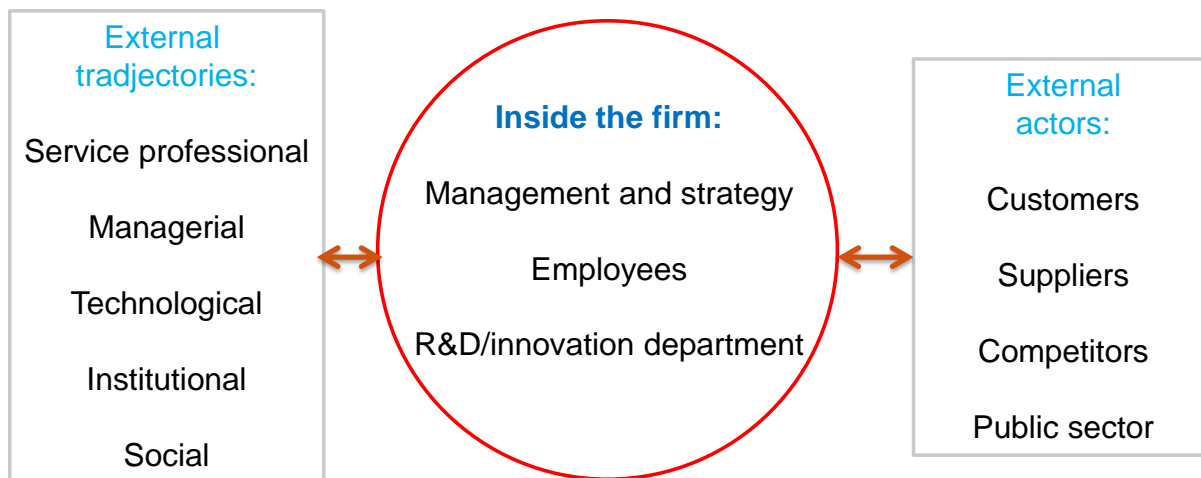 External
tradjectories:
Service professional
Managerial
Technological
Institutional
Social
Inside the firm:
Management and strategy
Employees
R&D/innovation department
External
actors:
Customers
Suppliers
Competitors
Public sector